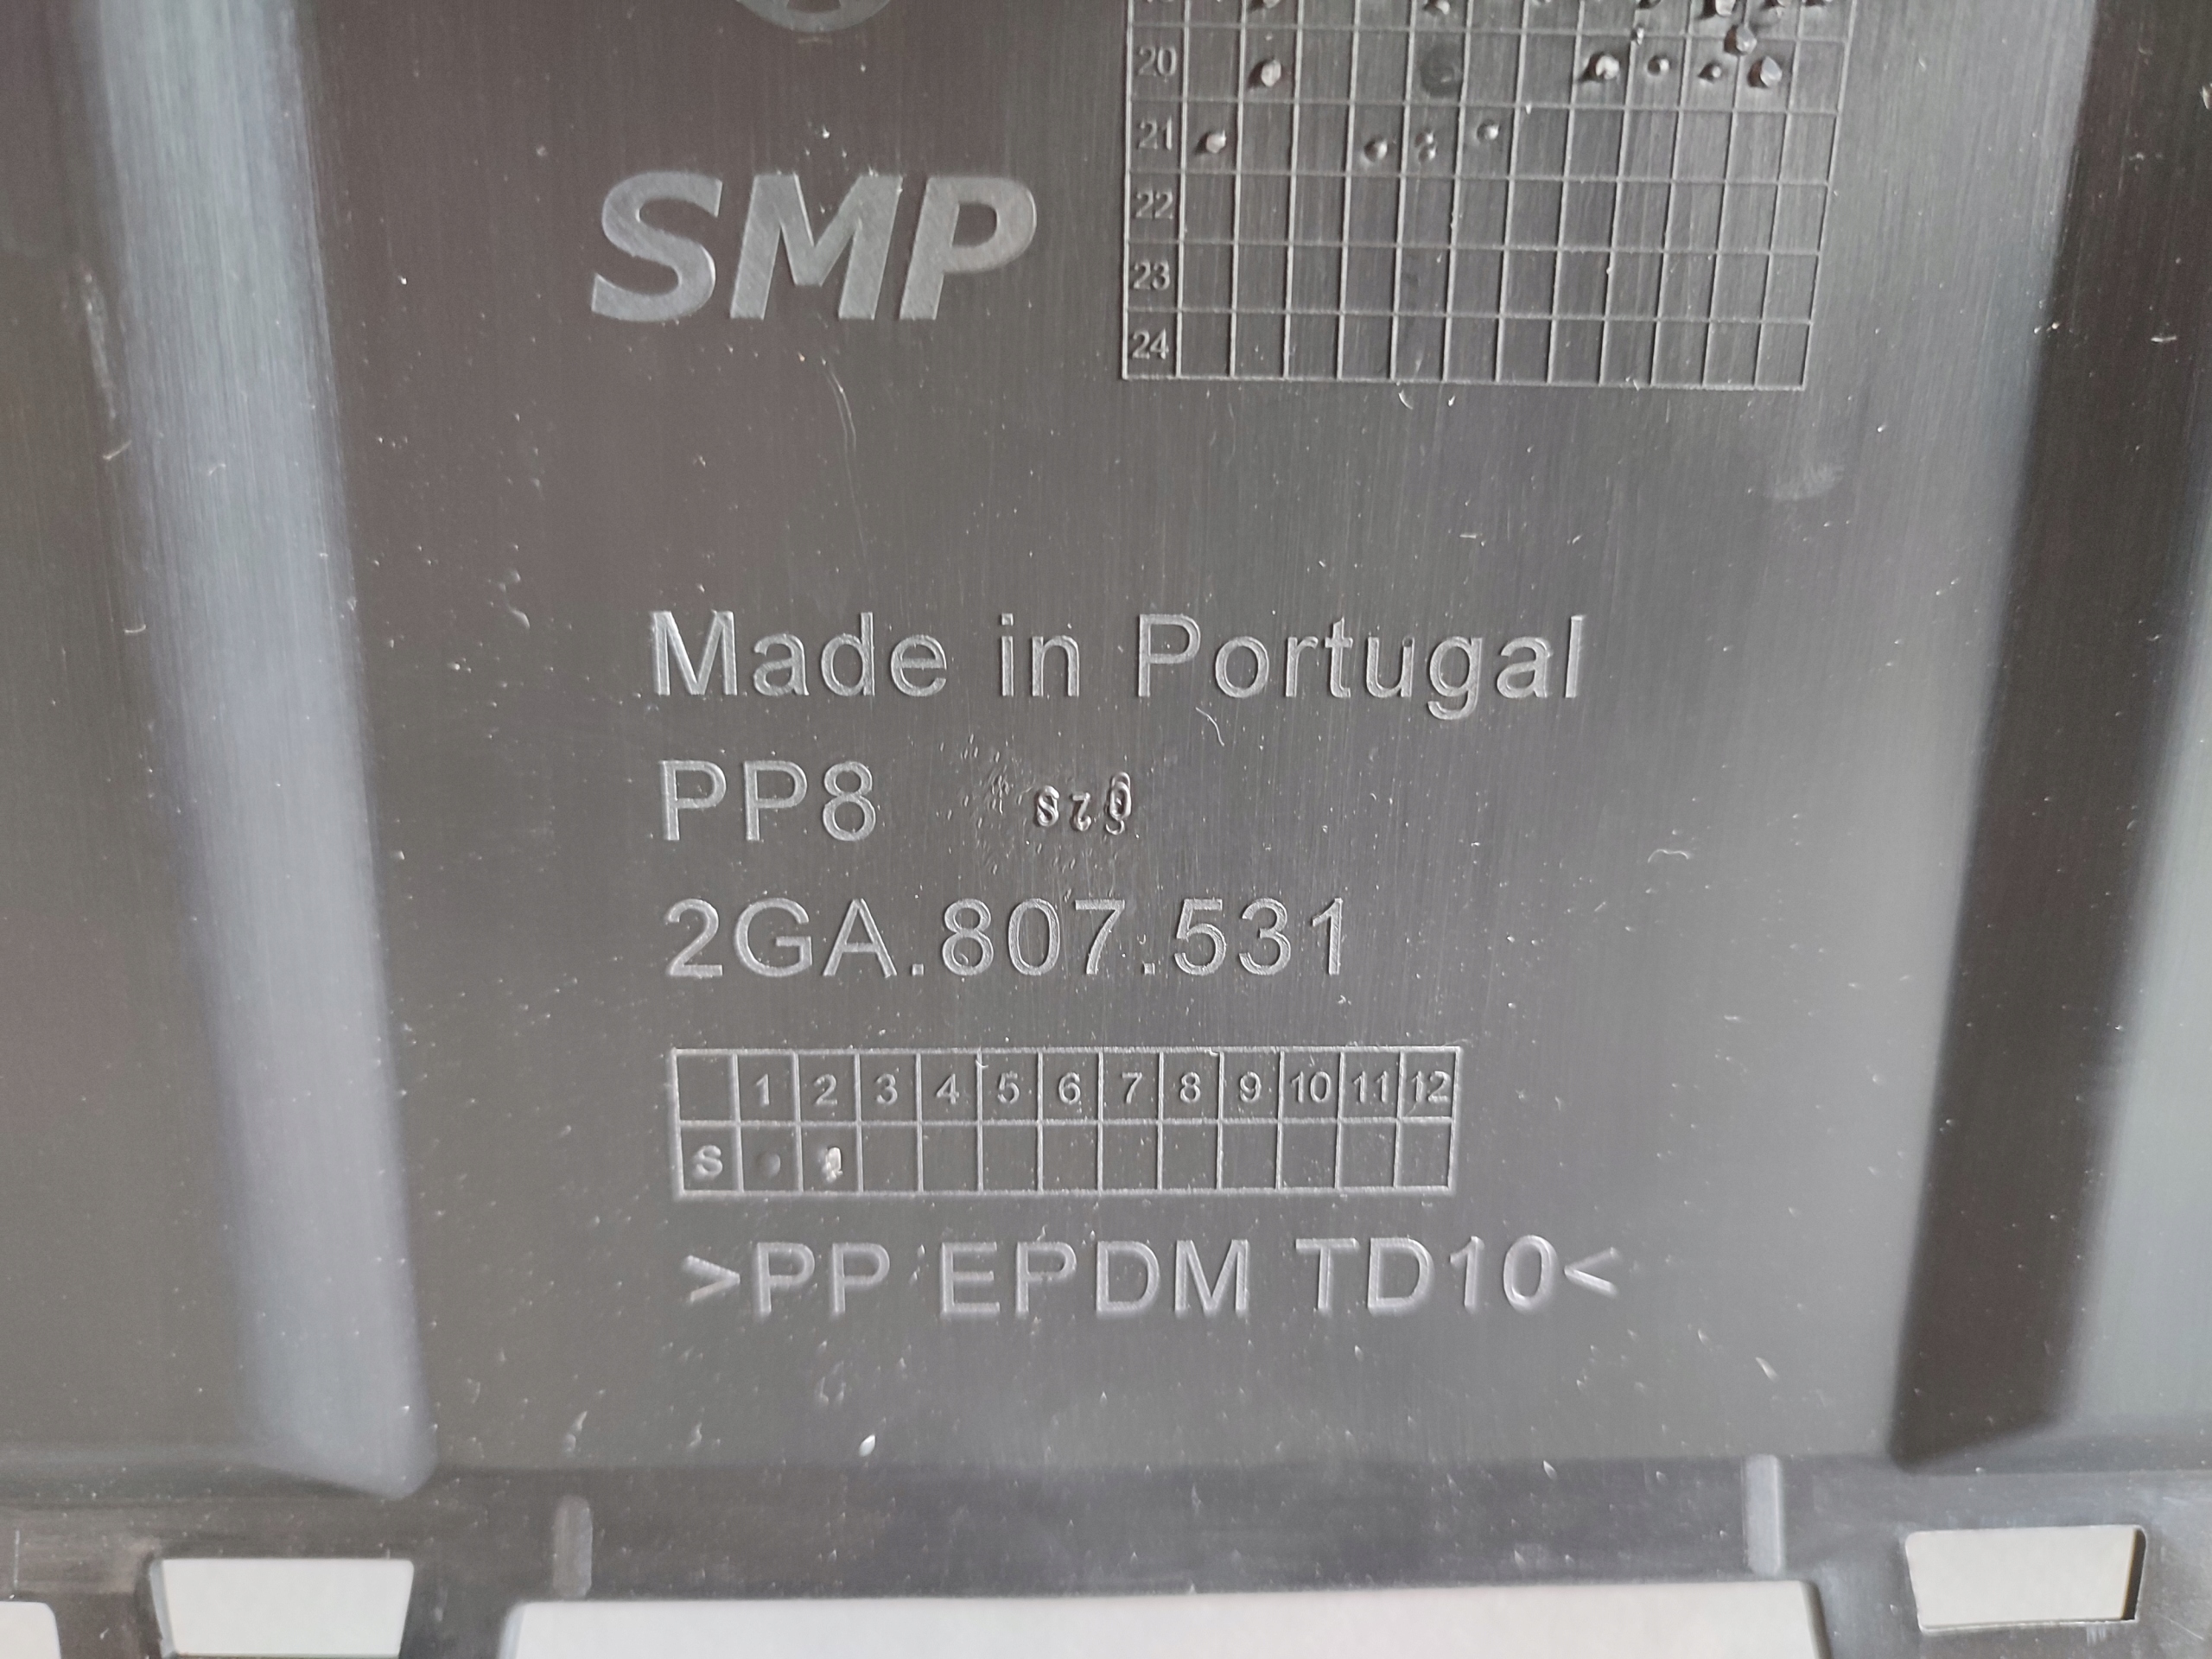 20
21
SMP
22
23
24
Made in Portugal
PP8
2GA.807.531
1 2 3 4 5 6 7 8 9 10 11 12
S
>PP EPDM TD10<